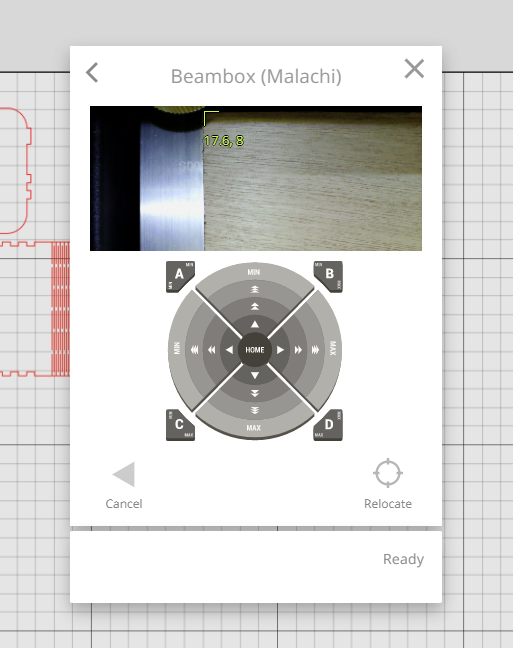 Beambox (Malachi)
17.6, 8
A
MIN
MIN
MIN
B
MIN
MAX
MIN
HOME
MAX
C
MIN
MAX
MAX
D
MAX
MAX
Cancel
Relocate
Ready